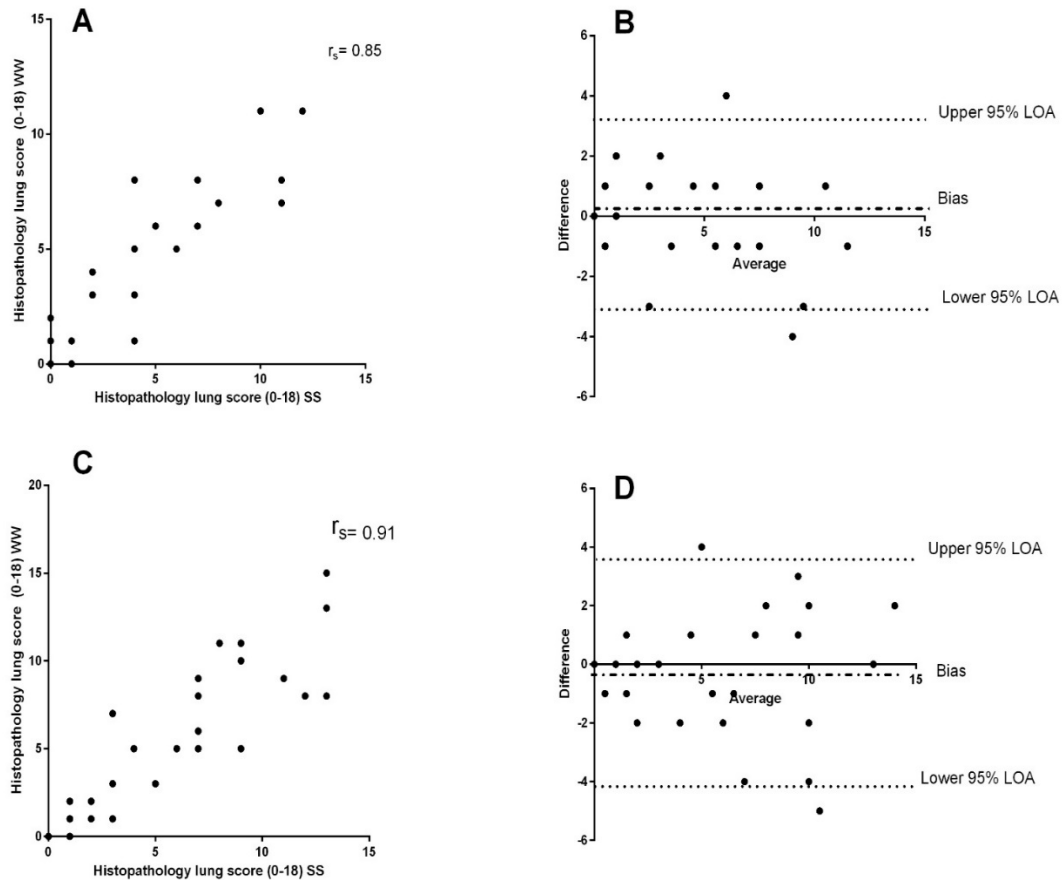 A
15
10
5
0
0
5
10
15
Histopathology lung score (0-18) WW
Histopathology lung score (0-18) SS
rs= 0.85
B
6
4
2
0
-2
-4
-6
5
10
15
Difference
Average
Upper 95% LOA
Bias
Lower 95% LOA
C
20
15
10
5
0
0
5
10
15
Histopathology lung score (0-18) WW
Histopathology lung score (0-18) SS
rs= 0.91
D
6
4
2
0
-2
-4
-6
5
10
15
Difference
Average
Upper 95% LOA
Bias
Lower 95% LOA